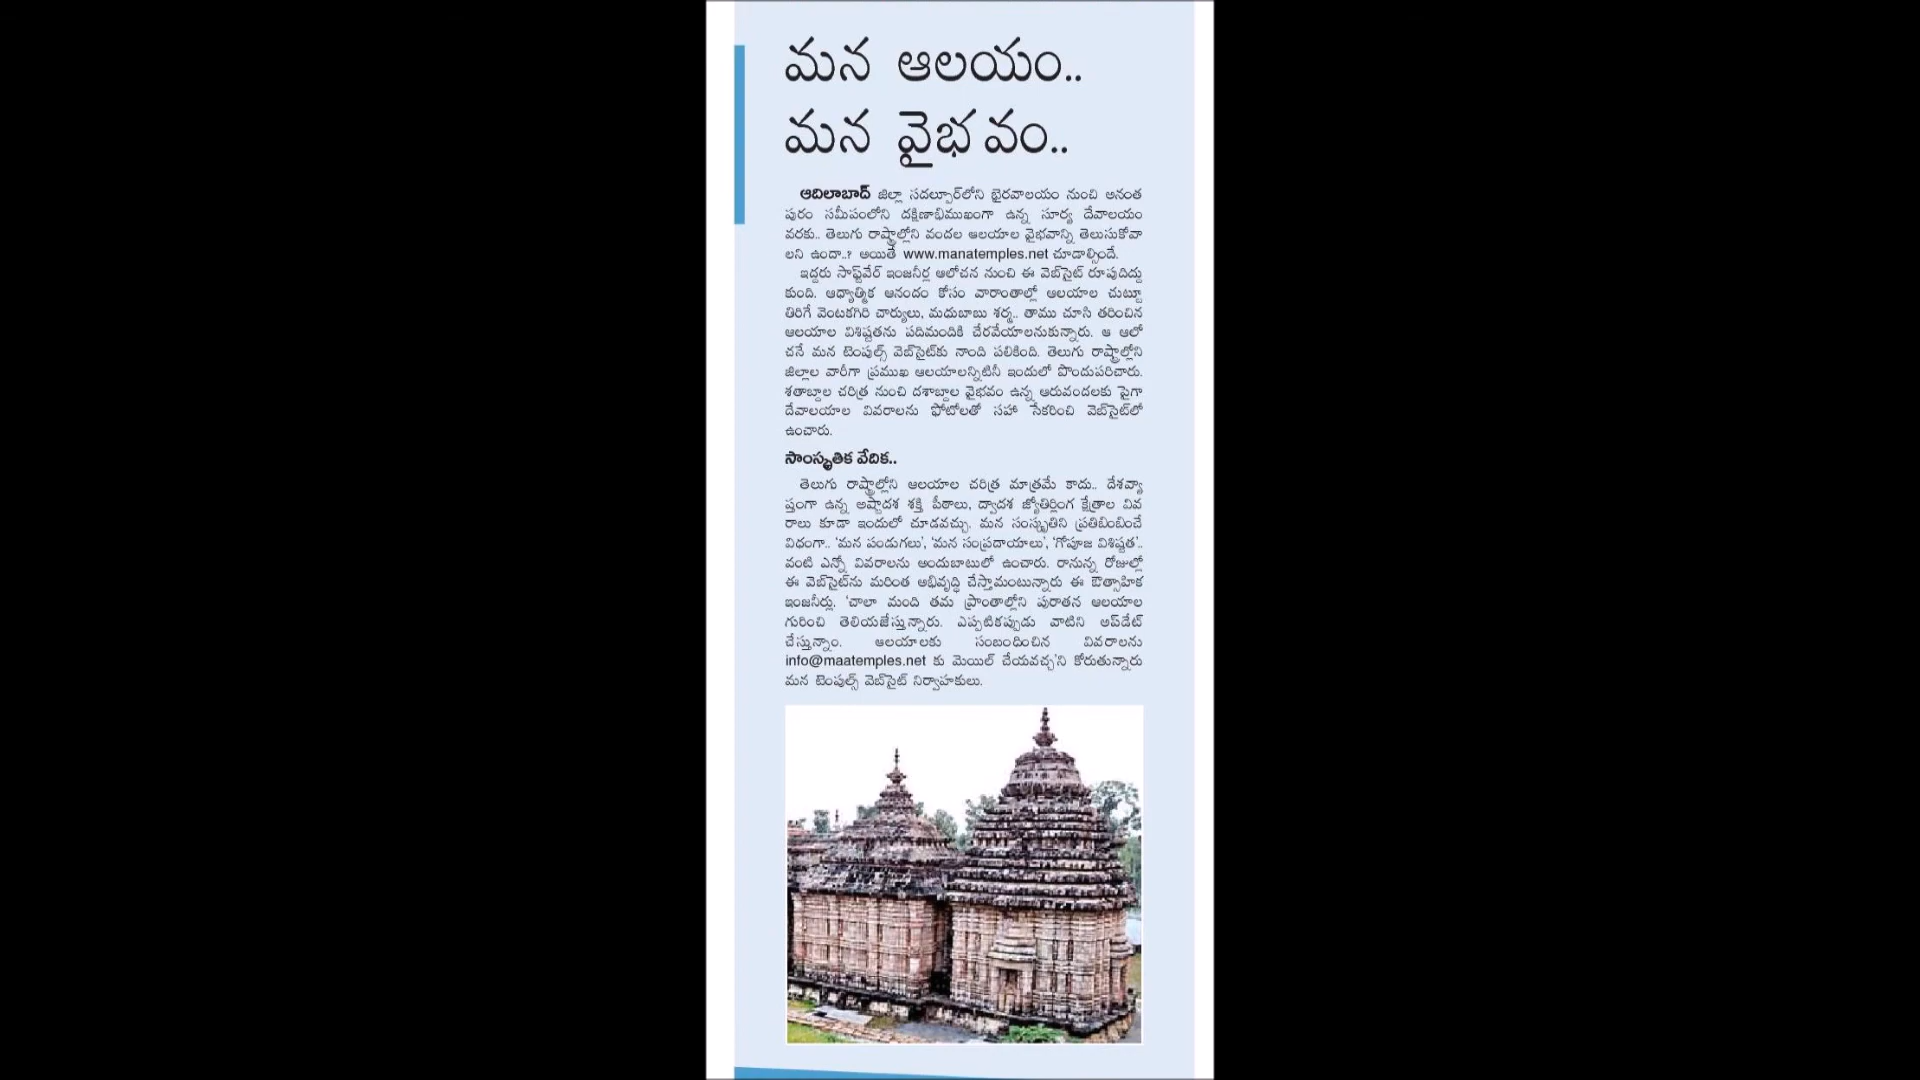 మన ఆలయం..
మన వైభవం..
ఆదిలాబాద్ జిల్లా సదల్పూర్‌లోని భైరవాలయం నుంచి అనంత
పురం సమీపంలోని దక్షిణాభిముఖంగా ఉన్న సూర్య దేవాలయం
వరకు.. తెలుగు రాష్ట్రాల్లోని వందల ఆలయాల వైభవాన్ని తెలుసుకోవా
లని ఉందా..? అయితే www.manatemples.net చూడాల్సిందే.
ఇద్దరు సాఫ్ట్‌వేర్ ఇంజనీర్ల ఆలోచన నుంచి ఈ వెబ్‌సైట్ రూపుదిద్దు
కుంది. ఆధ్యాత్మిక ఆనందం కోసం వారాంతాల్లో ఆలయాల చుట్టూ
తిరిగే వెంటకగిరి చార్యులు, మధుబాబు శర్మ.. తాము చూసి తరించిన
ఆలయాల విశిష్టతను పదిమందికి చేరవేయాలనుకున్నారు. ఆ ఆలో
చనే మన టెంపుల్స్ వెబ్‌సైట్‌కు నాంది పలికింది. తెలుగు రాష్ట్రాల్లోని
జిల్లాల వారీగా ప్రముఖ ఆలయాలన్నిటినీ ఇందులో పొందుపరిచారు.
శతాబ్దాల చరిత్ర నుంచి దశాబ్దాల వైభవం ఉన్న ఆరువందలకు పైగా
దేవాలయాల వివరాలను ఫోటోలతో సహా సేకరించి వెబ్‌సైట్‌లో
ఉంచారు.
సాంస్కృతిక వేదిక..
తెలుగు రాష్ట్రాల్లోని ఆలయాల చరిత్ర మాత్రమే కాదు.. దేశవ్యా
ప్తంగా ఉన్న అష్టాదశ శక్తి పీఠాలు, ద్వాదశ జ్యోతిర్లింగ క్షేత్రాల వివ
రాలు కూడా ఇందులో చూడవచ్చు. మన సంస్కృతిని ప్రతిబింబించే
విధంగా.. ‘మన పండుగలు’, ‘మన సంప్రదాయాలు’, ‘గోపూజ విశిష్టత’..
వంటి ఎన్నో వివరాలను అందుబాటులో ఉంచారు. రానున్న రోజుల్లో
ఈ వెబ్‌సైట్‌ను మరింత అభివృద్ధి చేస్తామంటున్నారు ఈ ఔత్సాహిక
ఇంజనీర్లు. ‘చాలా మంది తమ ప్రాంతాల్లోని పురాతన ఆలయాల
గురించి తెలియజేస్తున్నారు. ఎప్పటికప్పుడు వాటిని అప్‌డేట్
చేస్తున్నాం. ఆలయాలకు సంబంధించిన వివరాలను
info@maatemples.net కు మెయిల్ చేయవచ్చ’ని కోరుతున్నారు
మన టెంపుల్స్ వెబ్‌సైట్ నిర్వాహకులు.